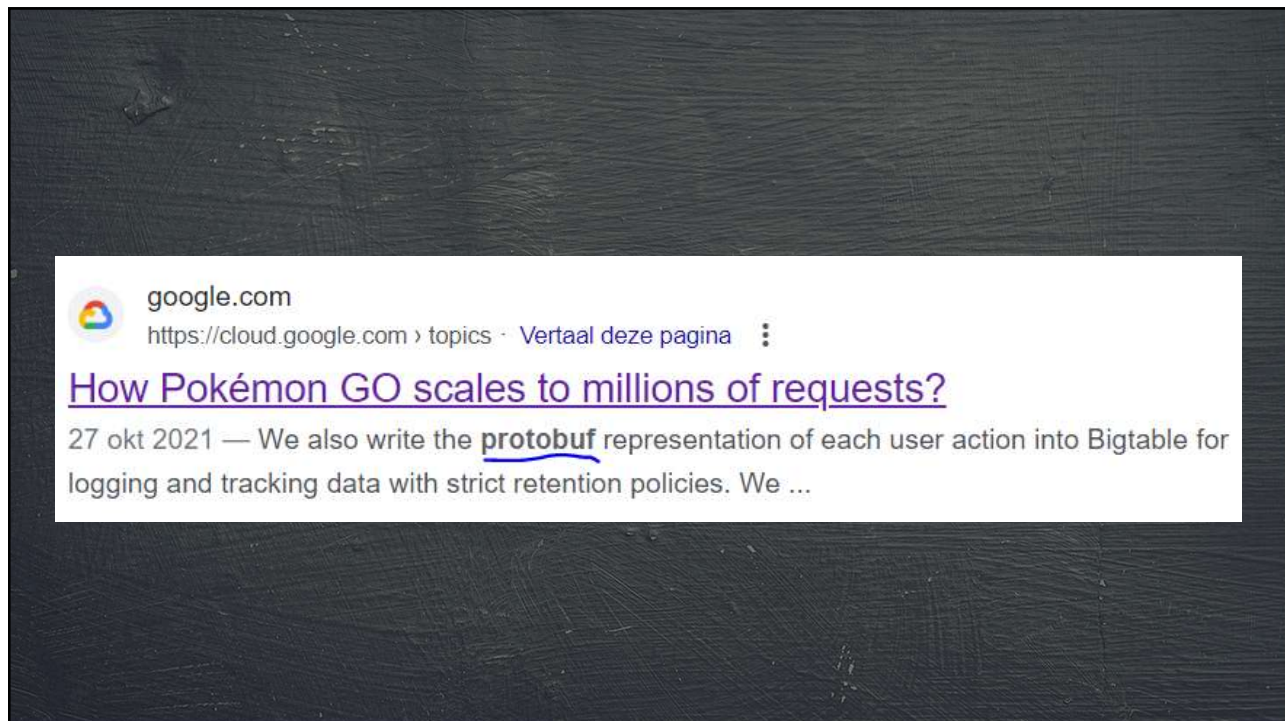 google.com
https://cloud.google.com › topics · Vertaal deze pagina
How Pokémon GO scales to millions of requests?
27 okt 2021 — We also write the protobuf representation of each user action into Bigtable for
logging and tracking data with strict retention policies. We ...